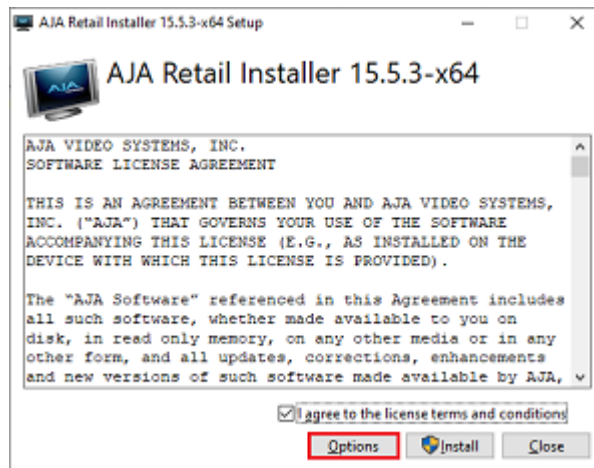 AJA Retail Installer 15.5.3-x64 Setup
AJA
AJA Retail Installer 15.5.3-x64
AJA VIDEO SYSTEMS, INC.
SOFTWARE LICENSE AGREEMENT
THIS IS AN AGREEMENT BETWEEN YOU AND AJA VIDEO SYSTEMS,
INC. ("AJA") THAT GOVERNS YOUR USE OF THE SOFTWARE
ACCOMPANYING THIS LICENSE (E.G., AS INSTALLED ON THE
DEVICE WITH WHICH THIS LICENSE IS PROVIDED).
The "AJA Software" referenced in this Agreement includes
all such software, whether made available to you on
disk, in read only memory, on any other media or in any
other form, and all updates, corrections, enhancements
and new versions of such software made available by AJA,
I agree to the license terms and conditions
Options Install Close